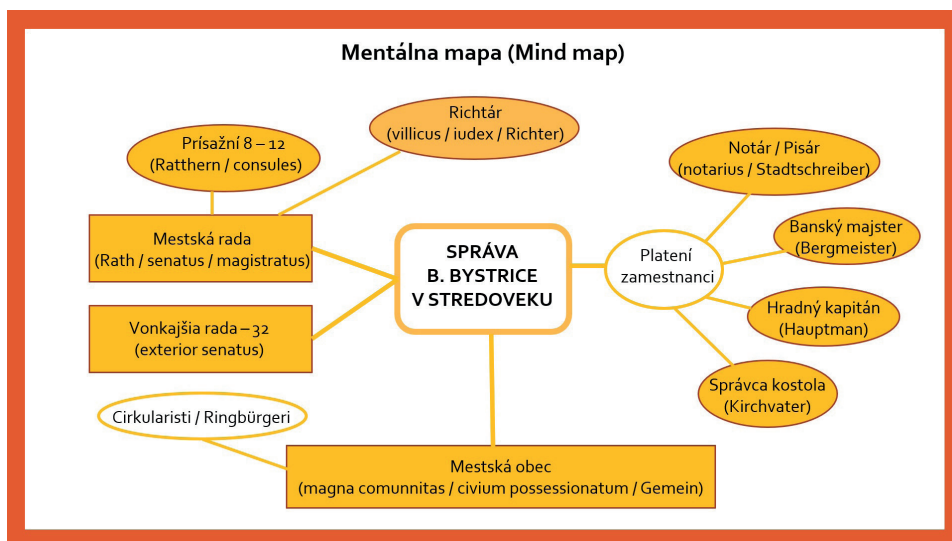 Mentálna mapa (Mind map)
Richtár
(villicus / iudex / Richter)
Prísažní 8 – 12
(Ratthern / consules)
Notár / Pisár
(notarius / Stadtschreiber)
Mestská rada
(Rath / senatus / magistratus)
SPRÁVA
B. BYSTRICE
V STREDOVEKU
Platení
zamestnanci
Banský majster
(Bergmeister)
Vonkajšia rada – 32
(exterior senatus)
Hradný kapitán
(Hauptman)
Správca kostola
(Kirchvater)
Cirkularisti / Ringbürgeri
Mestská obec
(magna comunnitas / civium possessionatum / Gemein)